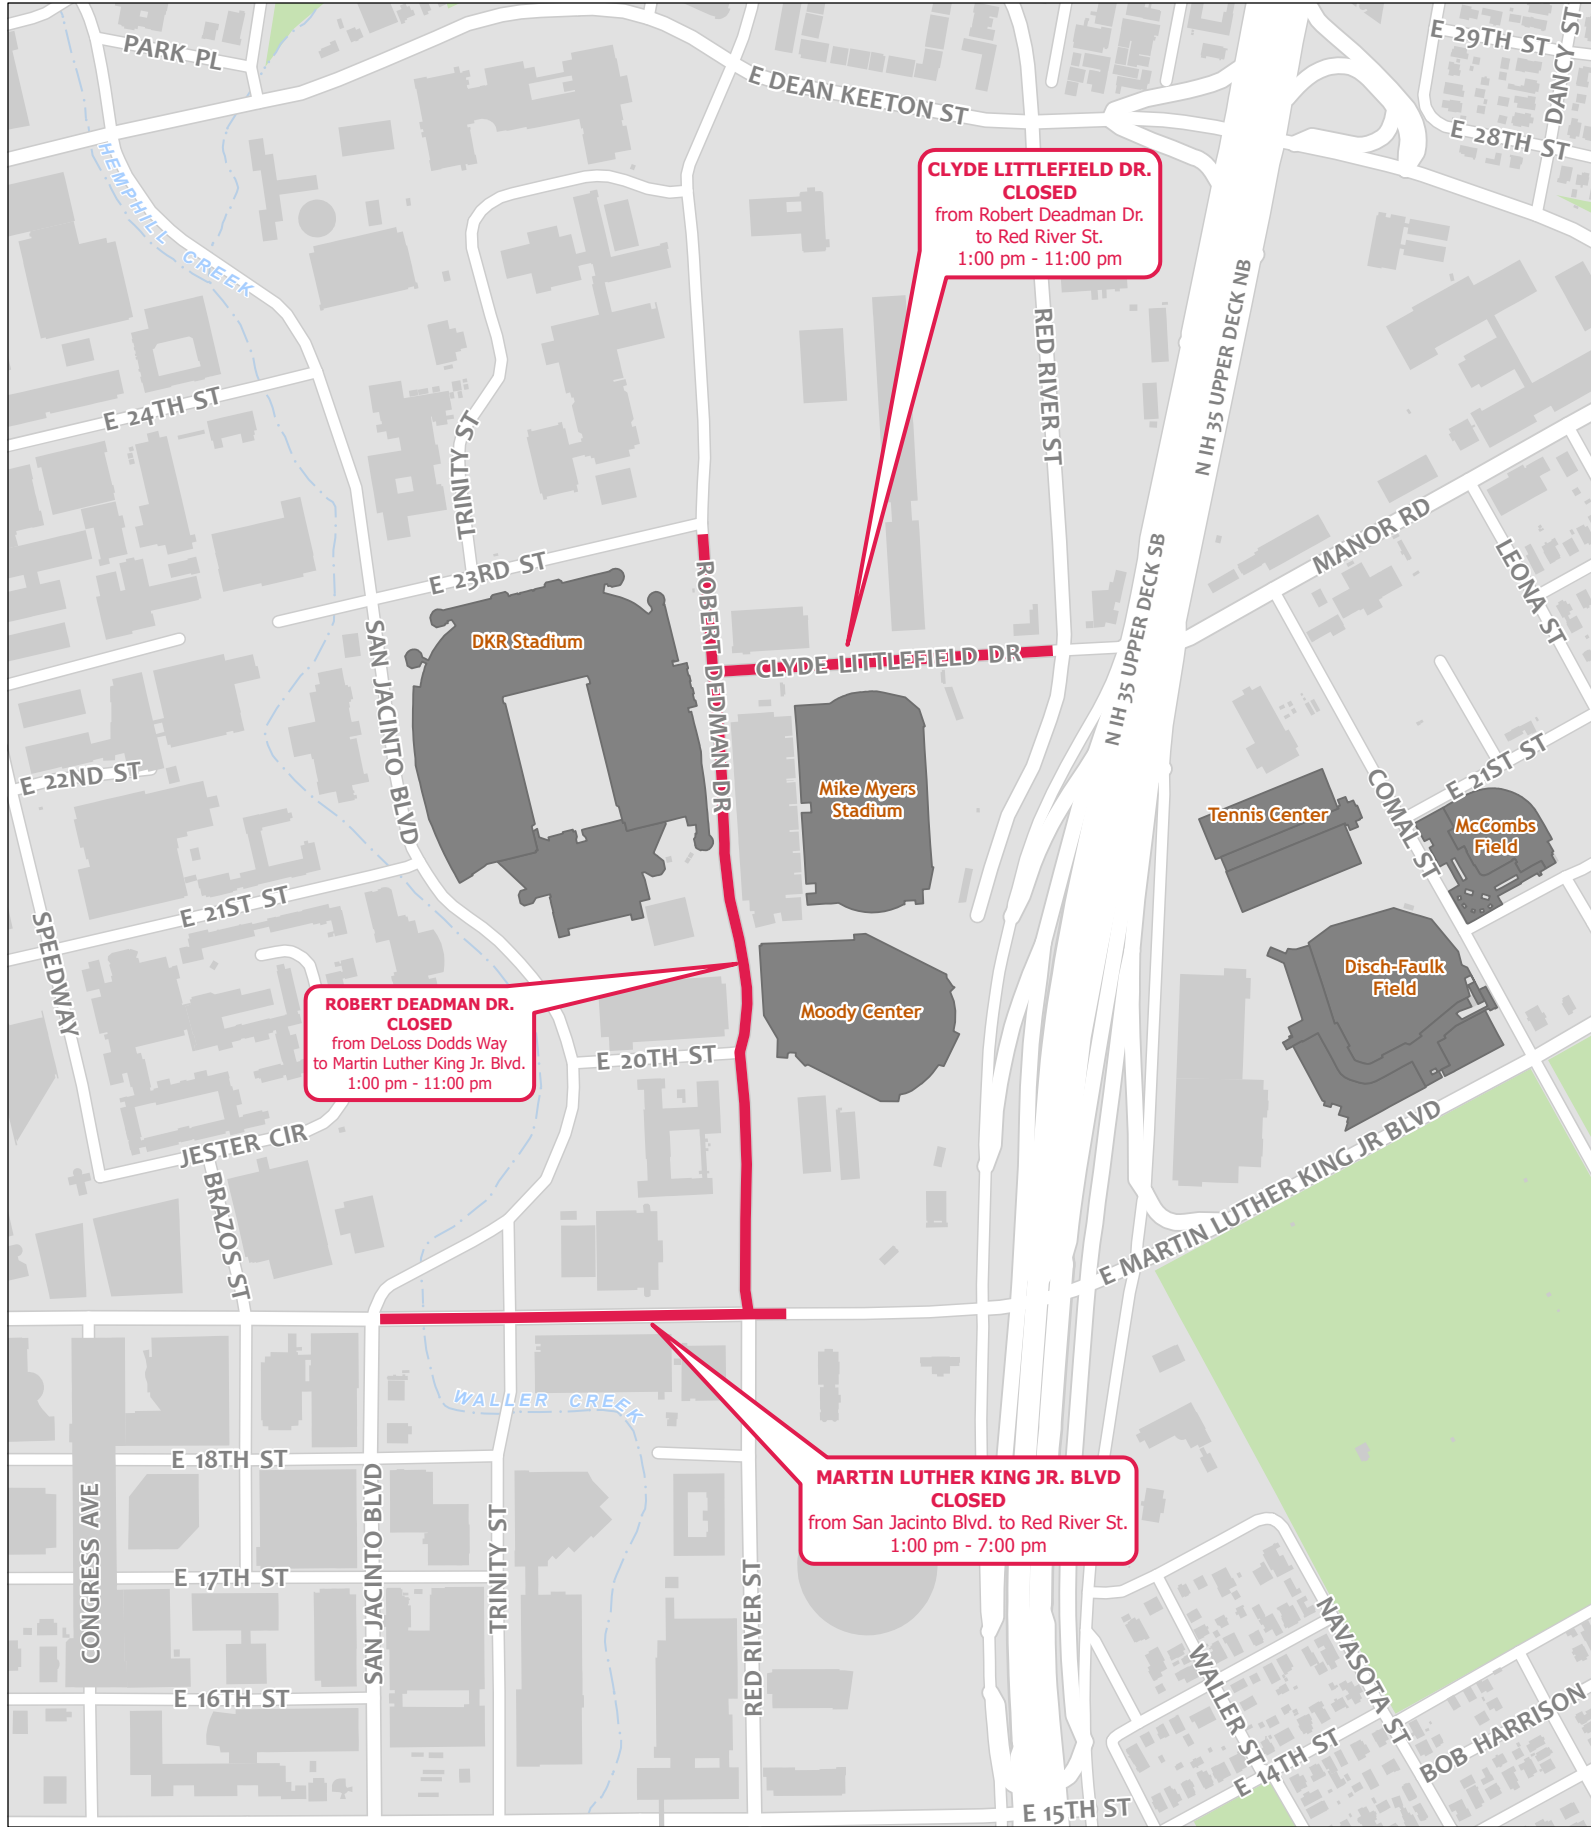 PARK PL
E DEAN KEETON ST
E 29TH ST
DANCY ST
E 28TH ST
HEMPHILL CREEK
CLYDE LITTLEFIELD DR.
CLOSED
from Robert Deadman Dr.
to Red River St.
1:00 pm - 11:00 pm
RED RIVER ST
N IH 35 UPPER DECK NB
E 24TH ST
TRINITY ST
MANOR RD
LEONA ST
E 23RD ST
ROBERT DEDMAN DR
N IH 35 UPPER DECK SB
DKR Stadium
CLYDE LITTLEFIELD DR
SAN JACINTO BLVD
E 22ND ST
Mike Myers
Stadium
Tennis Center
COMAL ST
E 21ST ST
McCombs
Field
E 21ST ST
SPEEDWAY
Disch-Faulk
Field
ROBERT DEADMAN DR.
CLOSED
from DeLoss Dodds Way
to Martin Luther King Jr. Blvd.
1:00 pm - 11:00 pm
Moody Center
E 20TH ST
JESTER CIR
BRAZOS ST
E MARTIN LUTHER KING JR BLVD
WALLER CREEK
E 18TH ST
MARTIN LUTHER KING JR. BLVD
CLOSED
from San Jacinto Blvd. to Red River St.
1:00 pm - 7:00 pm
CONGRESS AVE
SAN JACINTO BLVD
TRINITY ST
E 17TH ST
RED RIVER ST
E 16TH ST
WALLER ST
NAVASOTA ST
E 14TH ST
BOB HARRISON
E 15TH ST